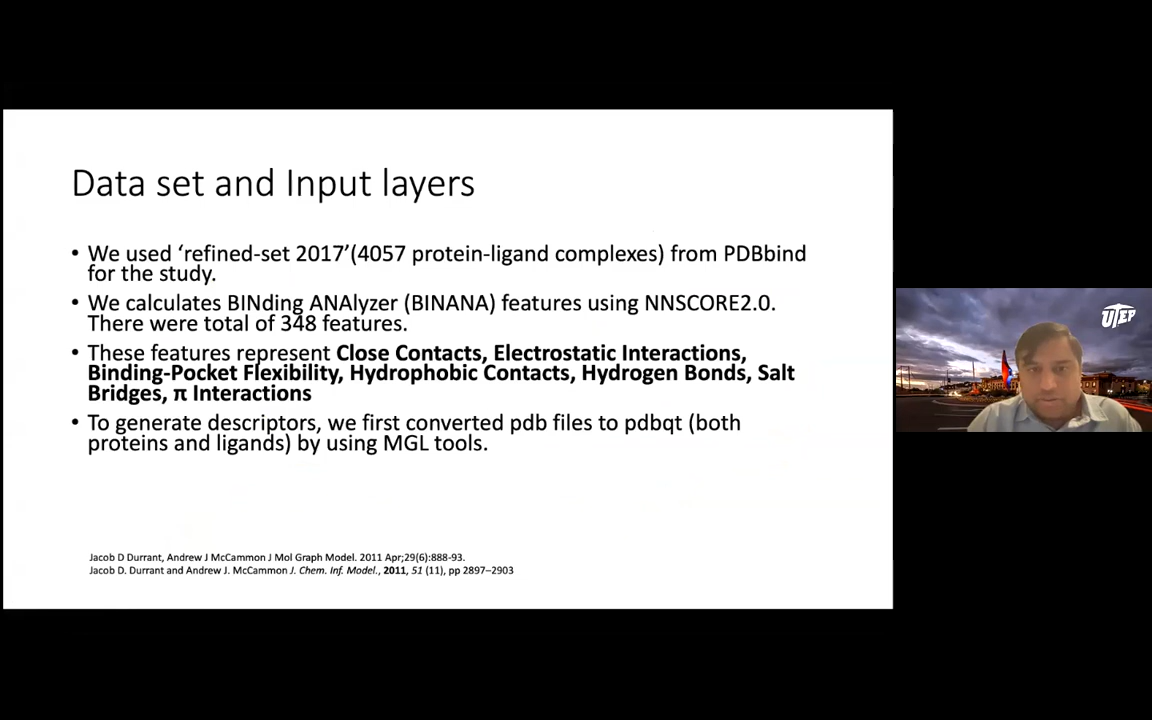 Data set and Input layers
• We used ‘refined-set 2017’(4057 protein-ligand complexes) from PDBbind
for the study.
• We calculates BINding ANAlyzer (BINANA) features using NNSCORE2.0.
There were total of 348 features.
• These features represent Close Contacts, Electrostatic Interactions,
Binding-Pocket Flexibility, Hydrophobic Contacts, Hydrogen Bonds, Salt
Bridges, π Interactions
• To generate descriptors, we first converted pdb files to pdbqt (both
proteins and ligands) by using MGL tools.
Jacob D Durrant, Andrew J McCammon J Mol Graph Model. 2011 Apr;29(6):888-93.
Jacob D. Durrant and Andrew J. McCammon J. Chem. Inf. Model., 2011, 51 (11), pp 2897–2903
UTEP